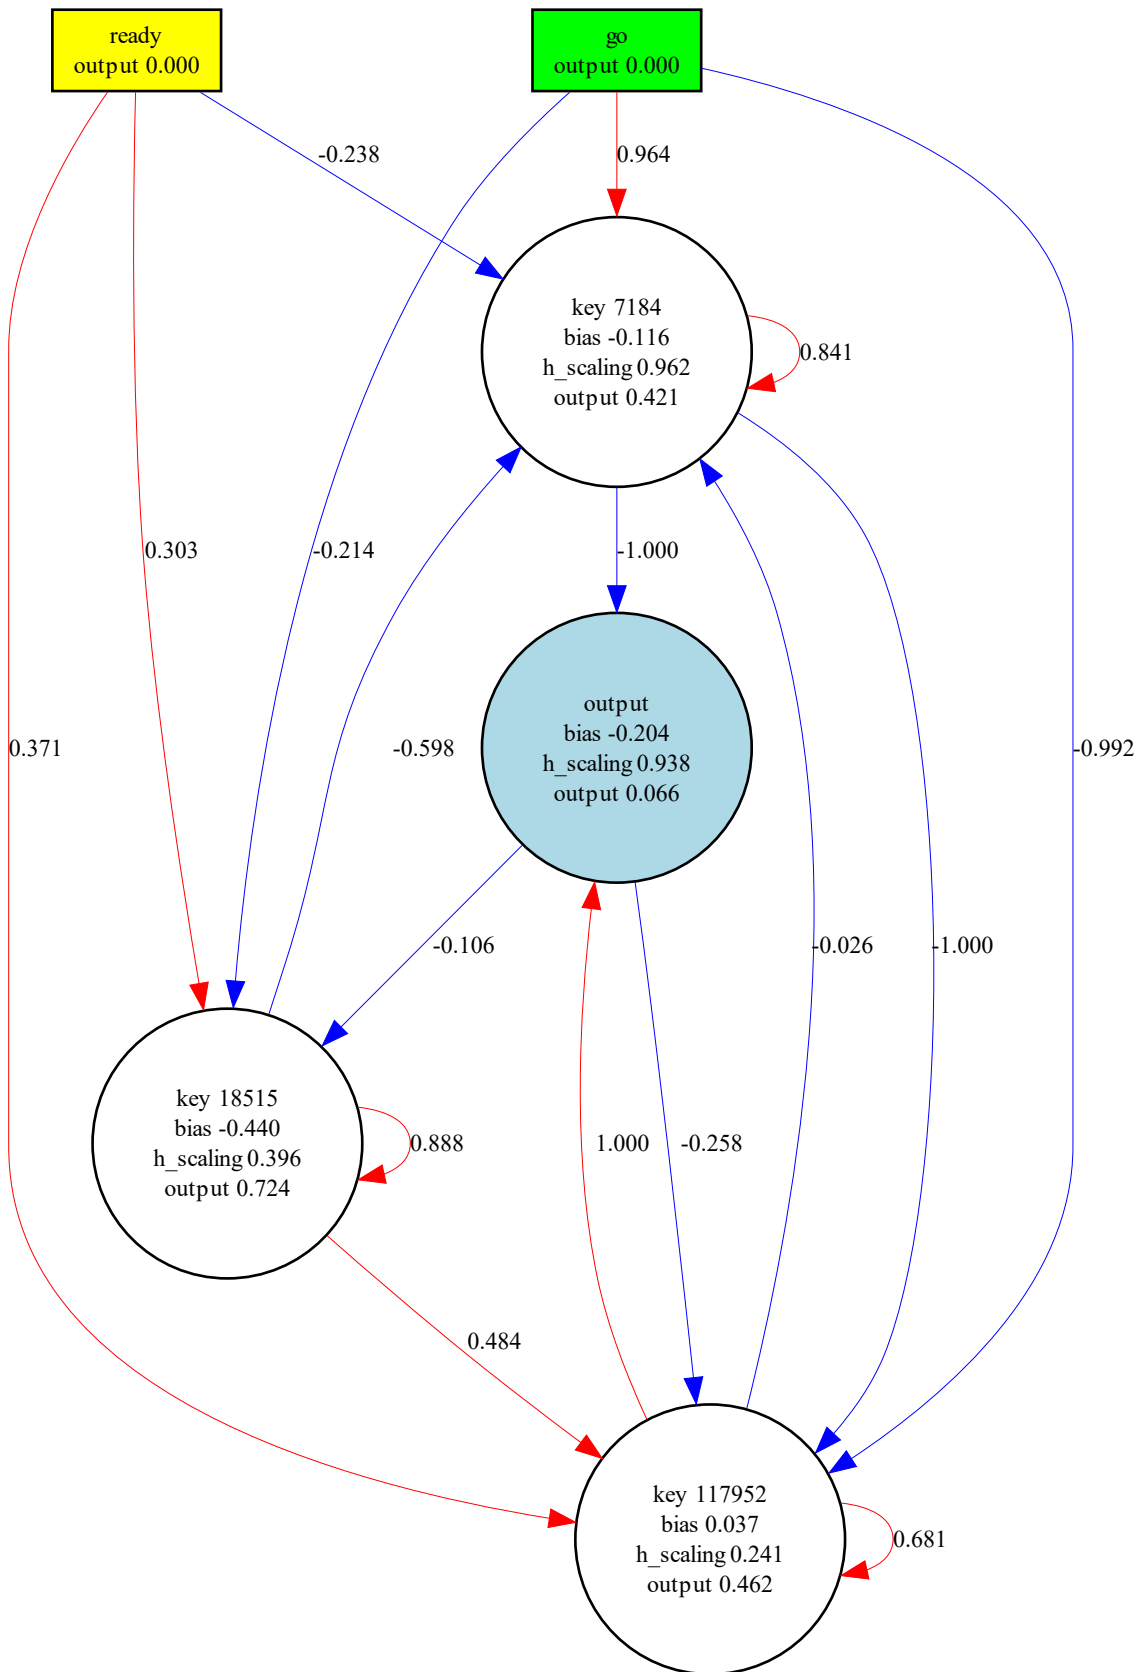 ready
output 0.000
go
output 0.000
-0.238
0.964
key 7184
bias -0.116
h_scaling 0.962
output 0.421
0.841
0.303
-0.214
-1.000
output
bias -0.204
h_scaling 0.938
output 0.066
0.371
-0.598
-0.992
-0.106
-0.026
-1.000
key 18515
bias -0.440
h_scaling 0.396
output 0.724
0.888
1.000
-0.258
0.484
key 117952
bias 0.037
h_scaling 0.241
output 0.462
0.681